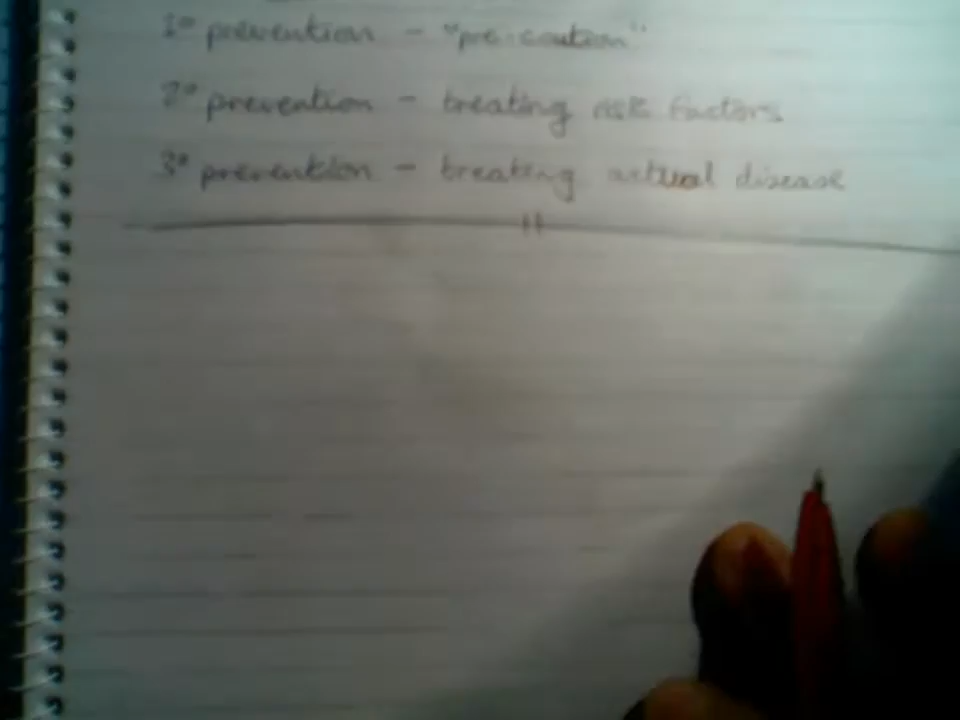 1° prevention - "pre-caution"
2° prevention - treating risk factors
3° prevention - treating actual disease